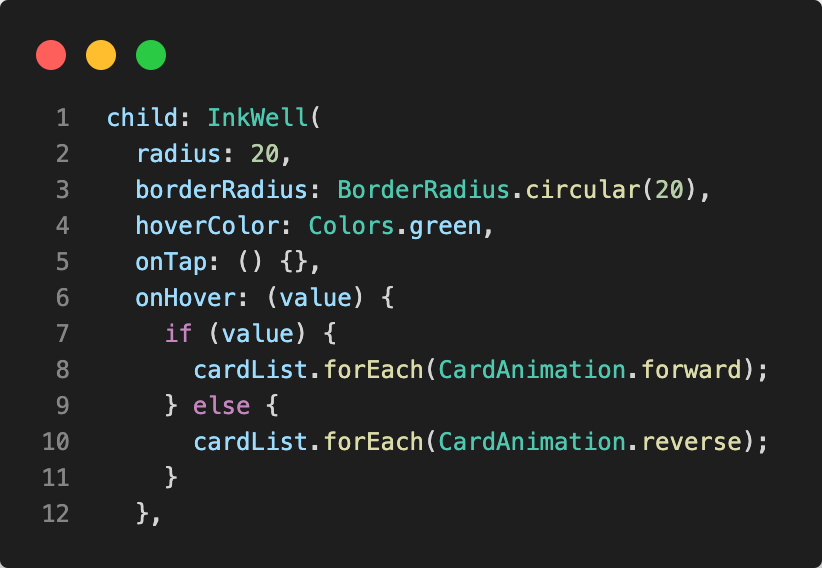 1 child: InkWell(
2   radius: 20,
3   borderRadius: BorderRadius.circular(20),
4   hoverColor: Colors.green,
5   onTap: () {},
6   onHover: (value) {
7     if (value) {
8       cardList.forEach(CardAnimation.forward);
9     } else {
10       cardList.forEach(CardAnimation.reverse);
11     }
12   },